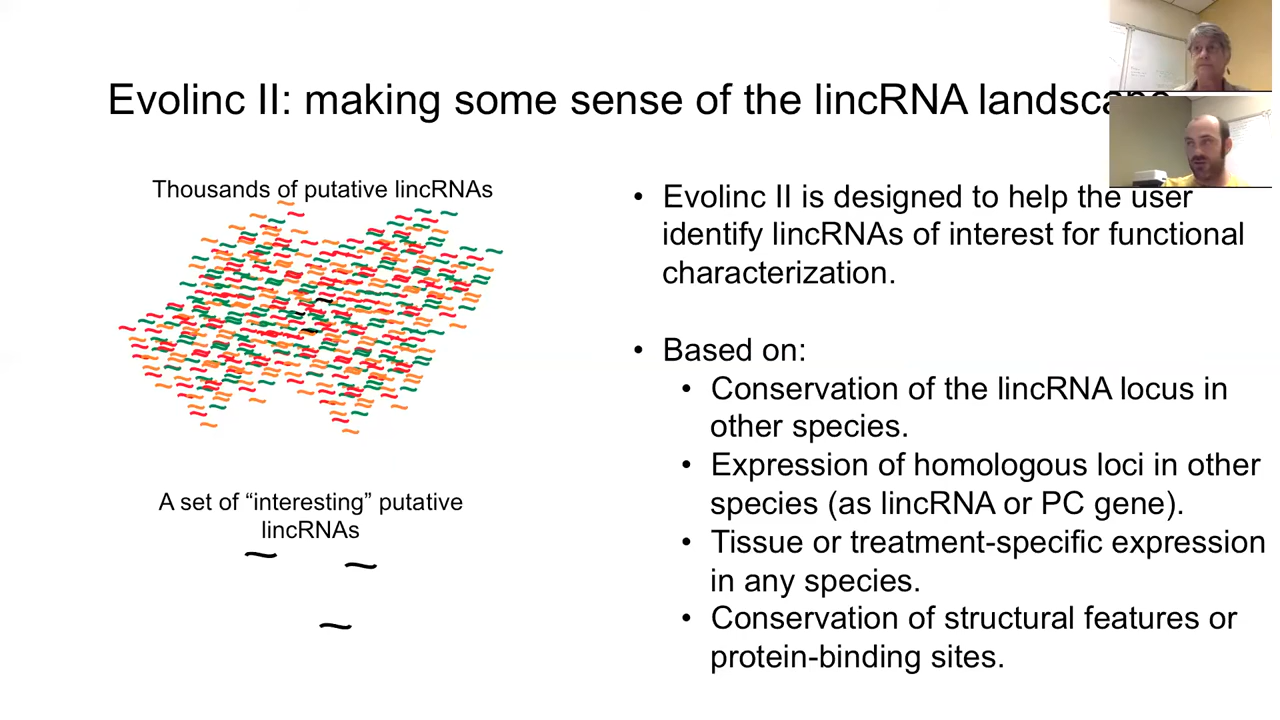 Evolinc II: making some sense of the lincRNA landscape
Thousands of putative lincRNAs
A set of “interesting” putative
lincRNAs
• Evolinc II is designed to help the user
identify lincRNAs of interest for functional
characterization.
• Based on:
• Conservation of the lincRNA locus in
other species.
• Expression of homologous loci in other
species (as lincRNA or PC gene).
• Tissue or treatment-specific expression
in any species.
• Conservation of structural features or
protein-binding sites.